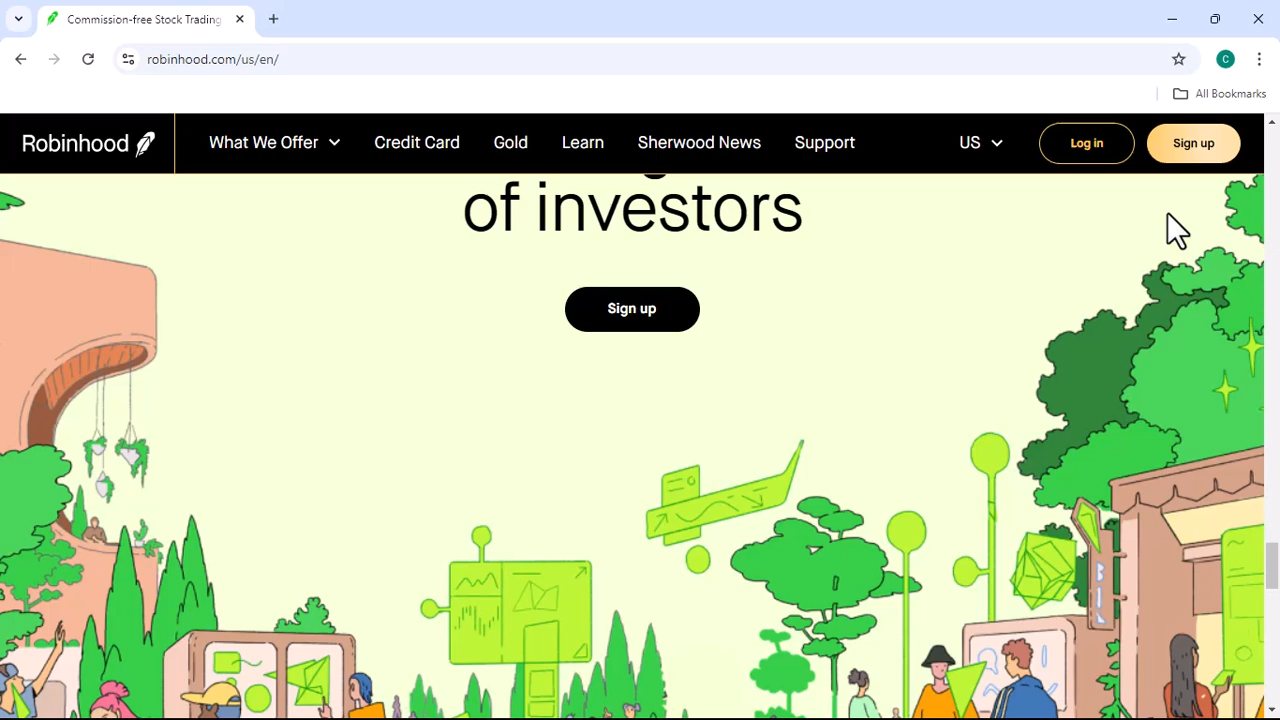 Commission-free Stock Trading
robinhood.com/us/en/
C
All Bookmarks
Robinhood
What We Offer
Credit Card
Gold
Learn
Sherwood News
Support
US
Log in
Sign up
of investors
Sign up